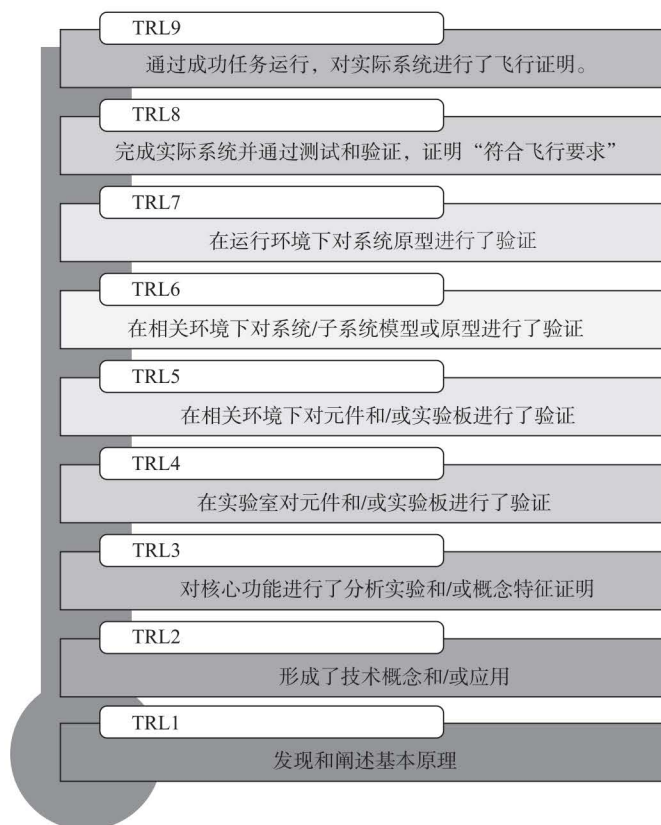 TRL9
通过成功任务运行，对实际系统进行了飞行证明。
TRL8
完成实际系统并通过测试和验证，证明“符合飞行要求”
TRL7
在运行环境下对系统原型进行了验证
TRL6
在相关环境下对系统/子系统模型或原型进行了验证
TRL5
在相关环境下对元件和/或实验板进行了验证
TRL4
在实验室对元件和/或实验板进行了验证
TRL3
对核心功能进行了分析实验和/或概念特征证明
TRL2
形成了技术概念和/或应用
TRL1
发现和阐述基本原理